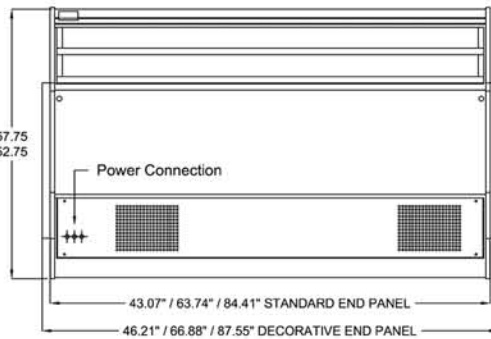 57.75
52.75
Power Connection
43.07" / 63.74" / 84.41" STANDARD END PANEL
46.21" / 66.88" / 87.55" DECORATIVE END PANEL